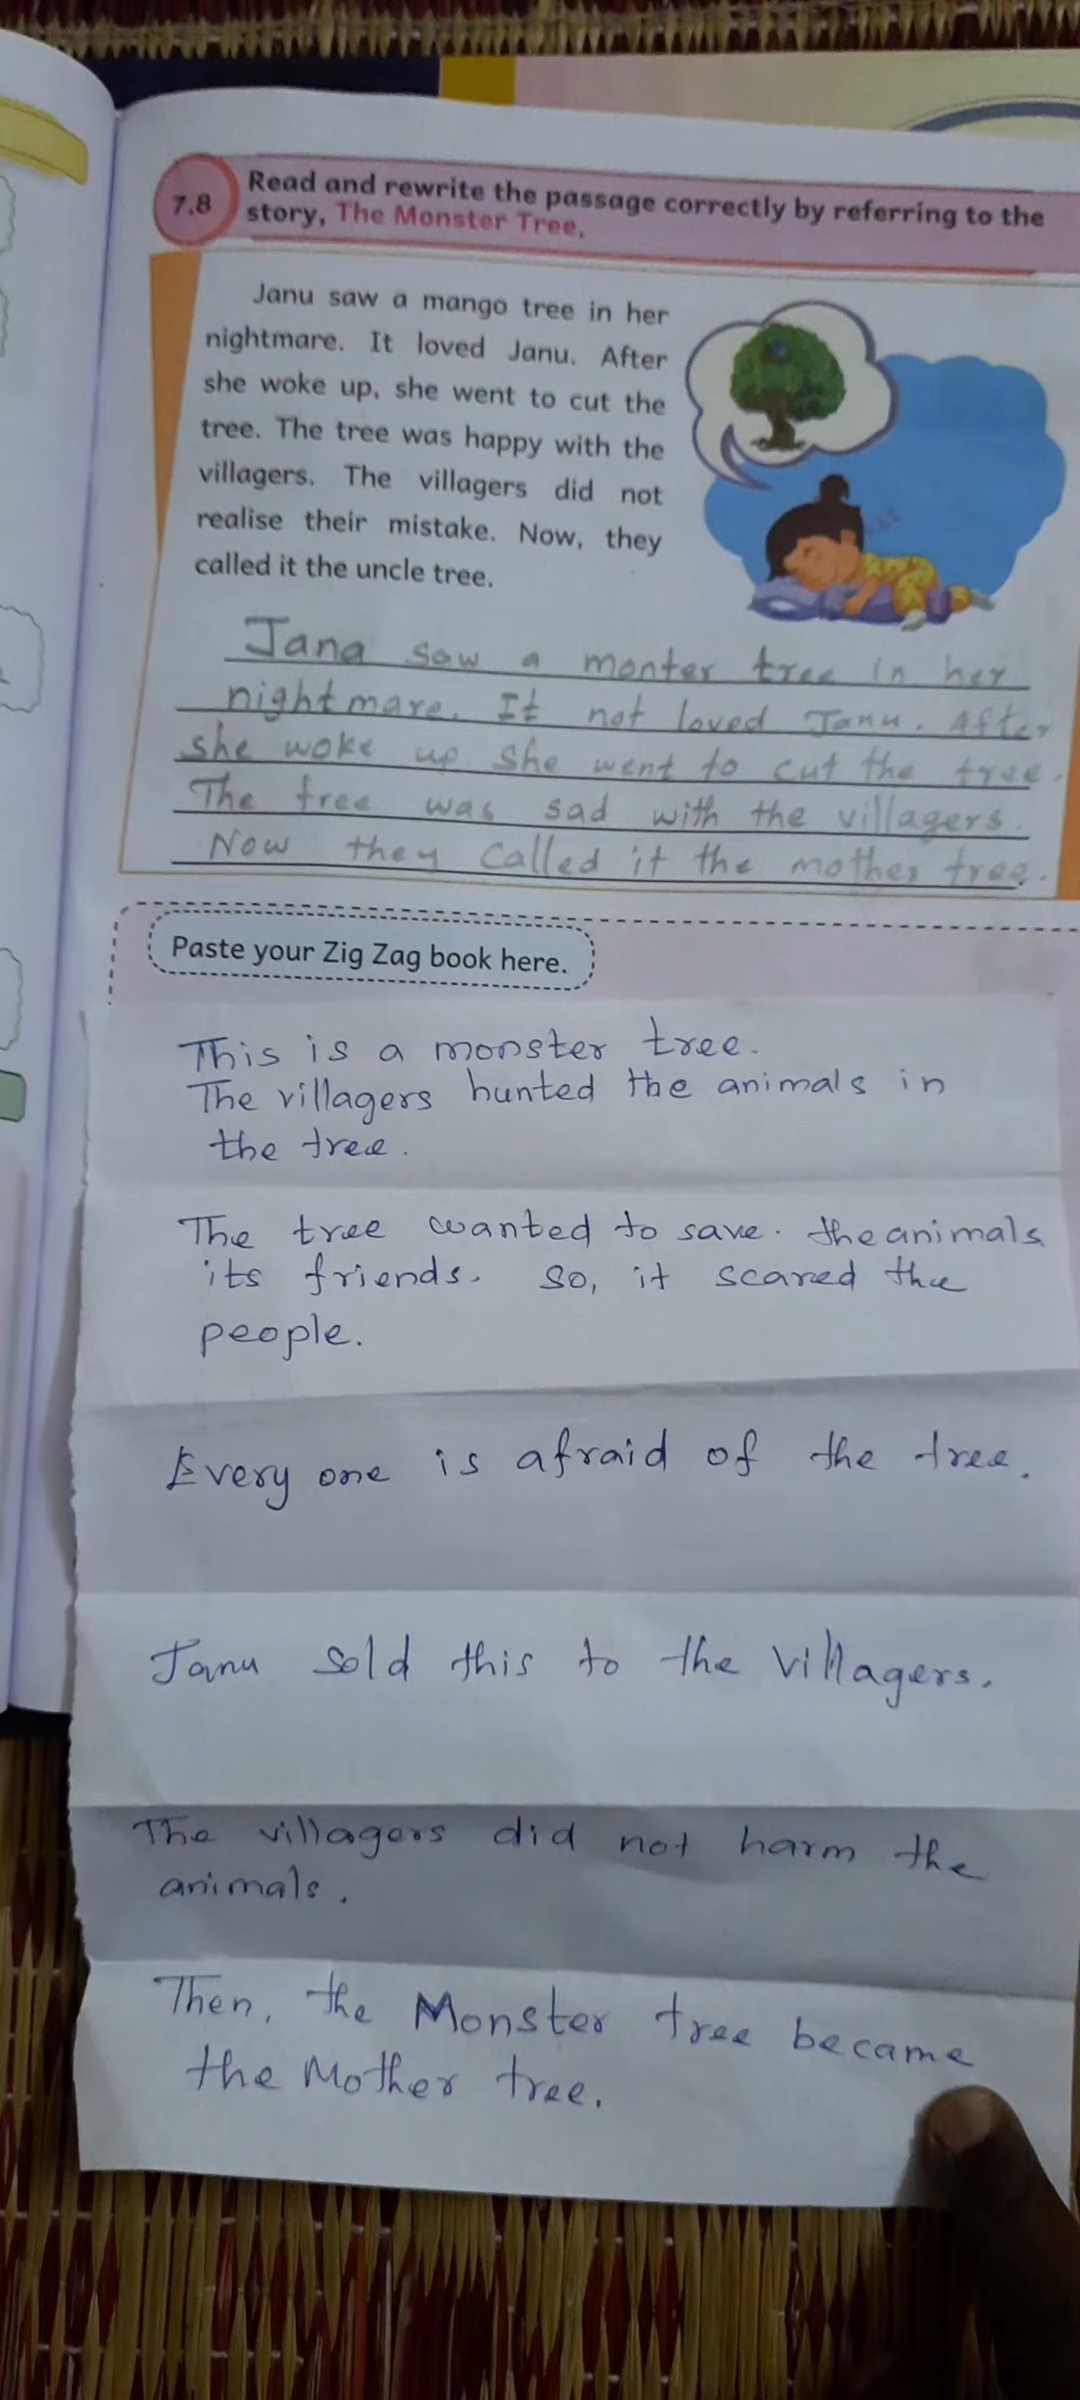 7.8
Read and rewrite the passage correctly by referring to the
story, The Monster Tree.
Janu saw a mango tree in her
nightmare. It loved Janu. After
she woke up, she went to cut the
tree. The tree was happy with the
villagers. The villagers did not
realise their mistake. Now, they
called it the uncle tree.
Jana saw a monter tree in her
nightmare. It not loved Janu. After
she woke up. She went to cut the tree.
The tree was sad with the villagers.
Now they called it the mother tree.
Paste your Zig Zag book here.
This is a monster tree.
The villagers hunted the animals in
the tree.
The tree wanted to save. the animals
its friends. So, it scared the
people.
Every one is afraid of the tree.
Janu sold this to the villagers.
The villagers did not harm the
animals.
Then, the Monster tree became
the Mother tree.